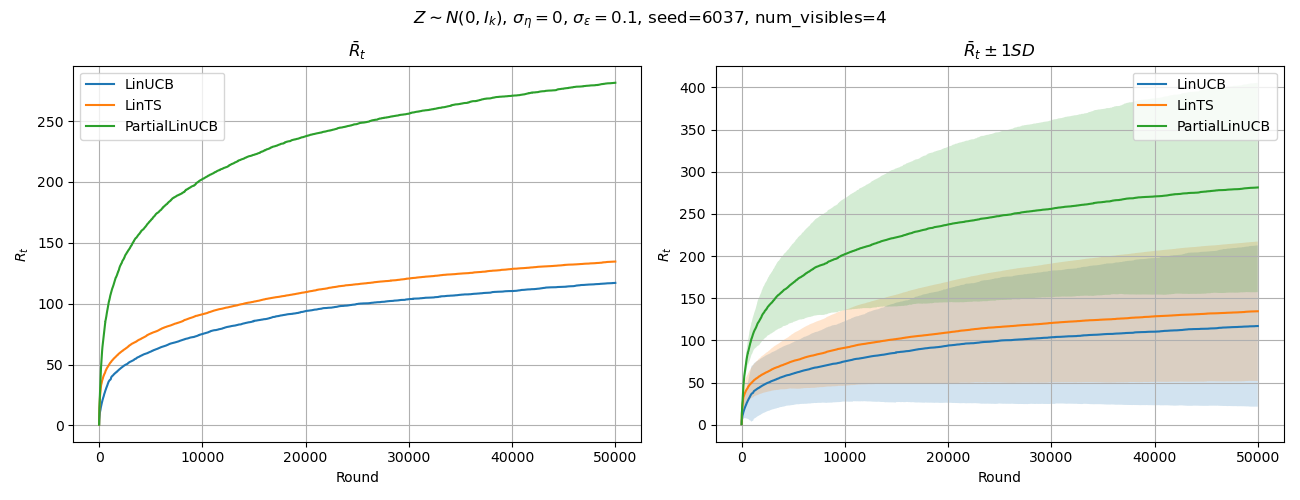 Z ~ N(0, I_k), σ_η = 0, σ_ε = 0.1, seed=6037, num_visibles=4
R̄_t
R_t
250
200
150
100
50
0
LinUCB
LinTS
PartialLinUCB
0 10000 20000 30000 40000 50000
Round
R̄_t ± 1SD
R_t
400
350
300
250
200
150
100
50
0
LinUCB
LinTS
PartialLinUCB
0 10000 20000 30000 40000 50000
Round